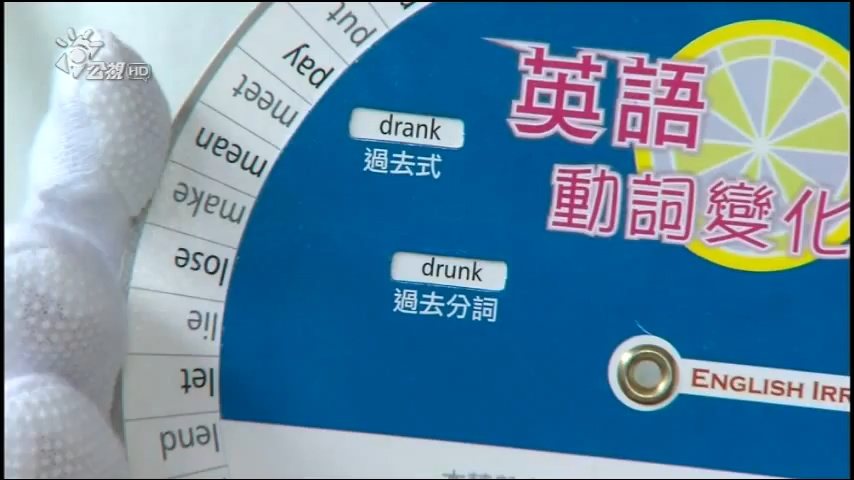 公視HD
put
pay
meet
mean
make
lose
lie
let
lend
drank
過去式
drunk
過去分詞
英語
動詞變化
ENGLISH IRR